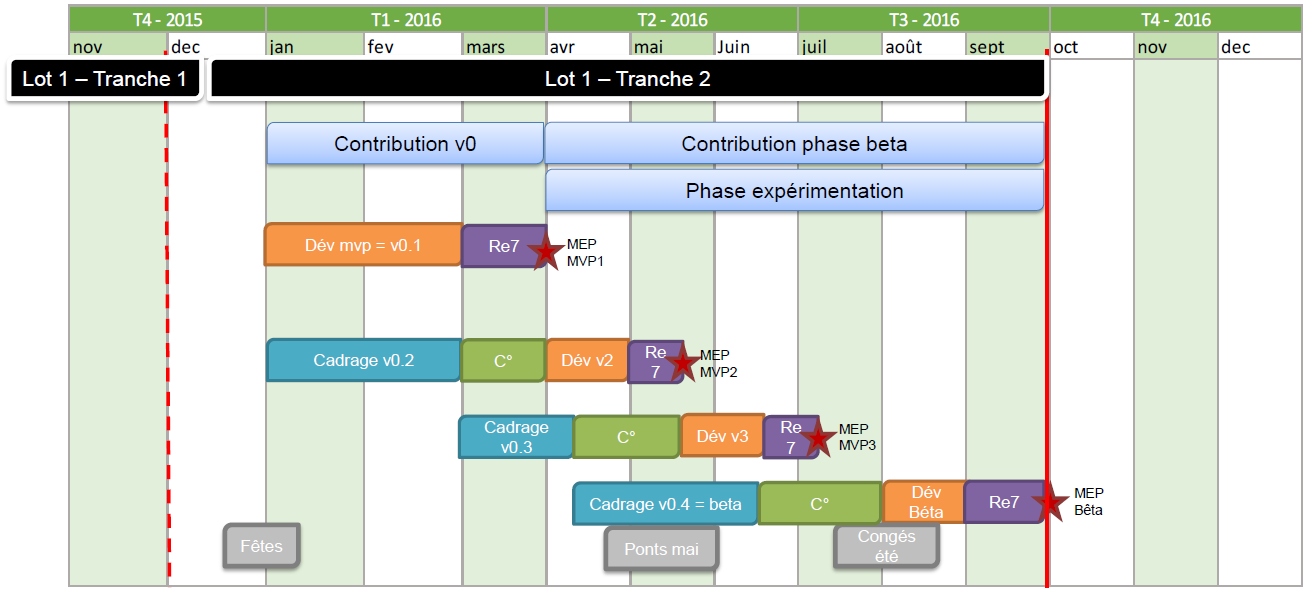 T4 - 2015 T1 - 2016 T2 - 2016 T3 - 2016 T4 - 2016
nov dec jan fev mars avr mai Juin juil août sept oct nov dec
Lot 1 – Tranche 1 Lot 1 – Tranche 2
Contribution v0 Contribution phase beta
Phase expérimentation
Dév mvp = v0.1 Re7 MEP
MVP1
Cadrage v0.2 C° Dév v2 Re
7 MEP
MVP2
Cadrage
v0.3 C° Dév v3 Re
7 MEP
MVP3
Cadrage v0.4 = beta C° Dév
Béta Re7 MEP
Bêta
Fêtes Ponts mai Congés
été